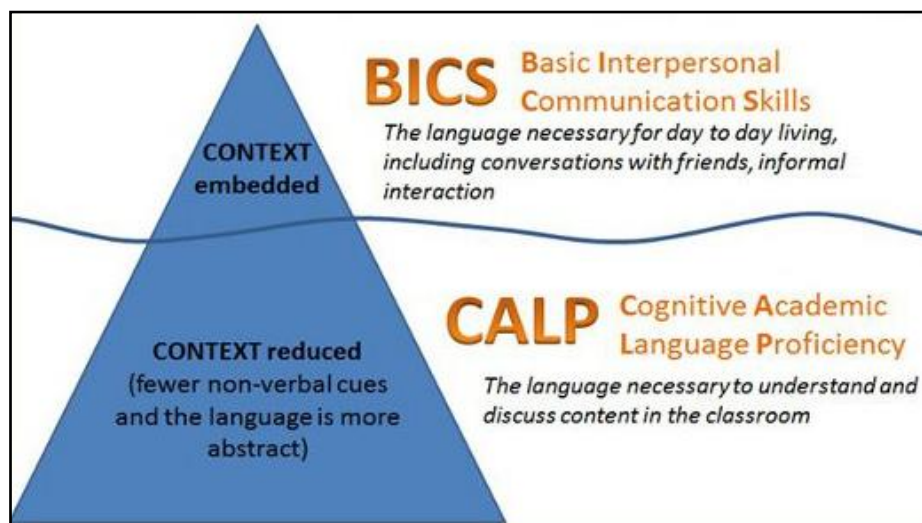 BICS
Basic Interpersonal
Communication Skills
The language necessary for day to day living,
including conversations with friends, informal
interaction
CONTEXT
embedded
CALP
Cognitive Academic
Language Proficiency
The language necessary to understand and
discuss content in the classroom
CONTEXT reduced
(fewer non-verbal cues
and the language is more
abstract)